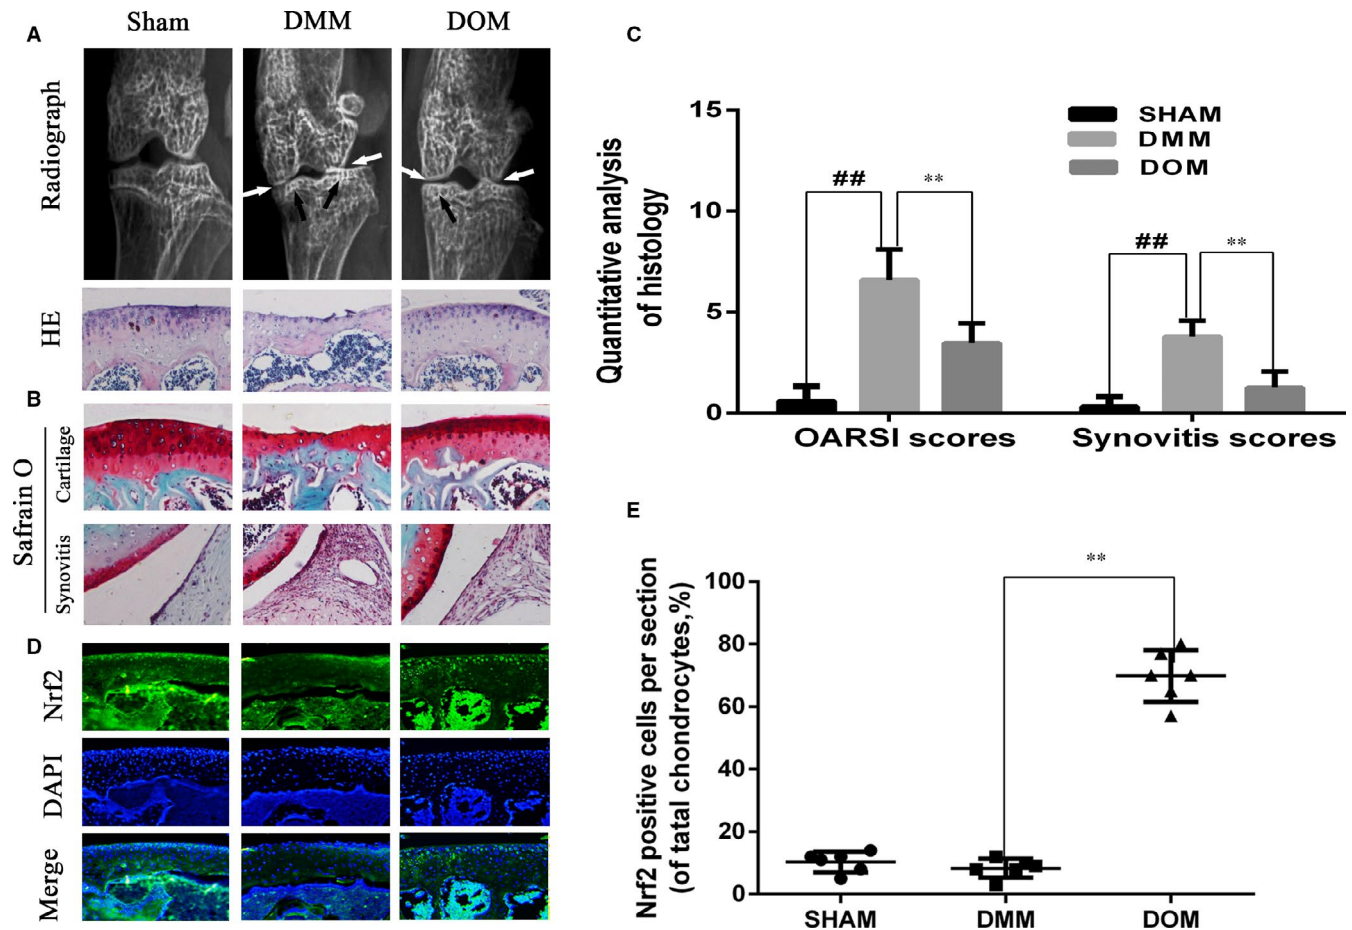 Sham DMM DOM
A
Radiograph
HE
B
Safrain O
Cartilage
Synovitis
D
Nrf2
DAPI
Merge
C
SHAM
DMM
DOM
Quantitative analysis
of histology
15
10
5
0
## **
## **
OARSI scores Synovitis scores
E
**
Nrf2 positive cells per section
(of tatal chondrocytes,%)
100
80
60
40
20
0
SHAM DMM DOM